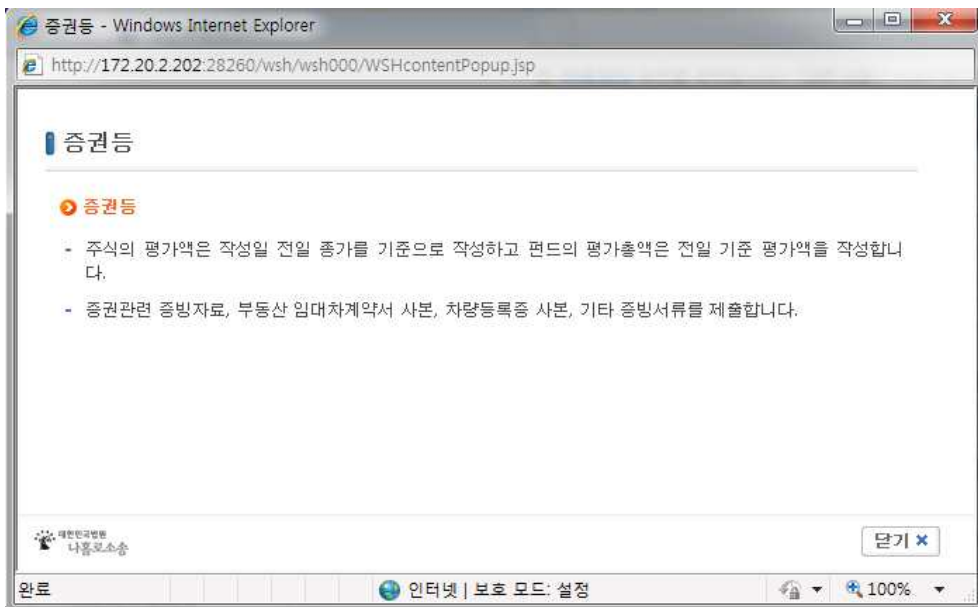 증권등 - Windows Internet Explorer
http://172.20.2.202:28260/wsh/wsh000/WSHcontentPopup.jsp
증권등
증권등
- 주식의 평가액은 작성일 전일 종가를 기준으로 작성하고 펀드의 평가총액은 전일 기준 평가액을 작성합니
다.
- 증권관련 증빙자료, 부동산 임대차계약서 사본, 차량등록증 사본, 기타 증빙서류를 제출합니다.
대한민국법원
나홀로소송
닫기
완료
인터넷 | 보호 모드: 설정
100%